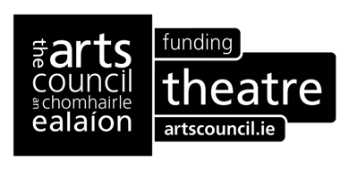 the arts
council
an chomhairle
ealaíon
funding
theatre
artscouncil.ie